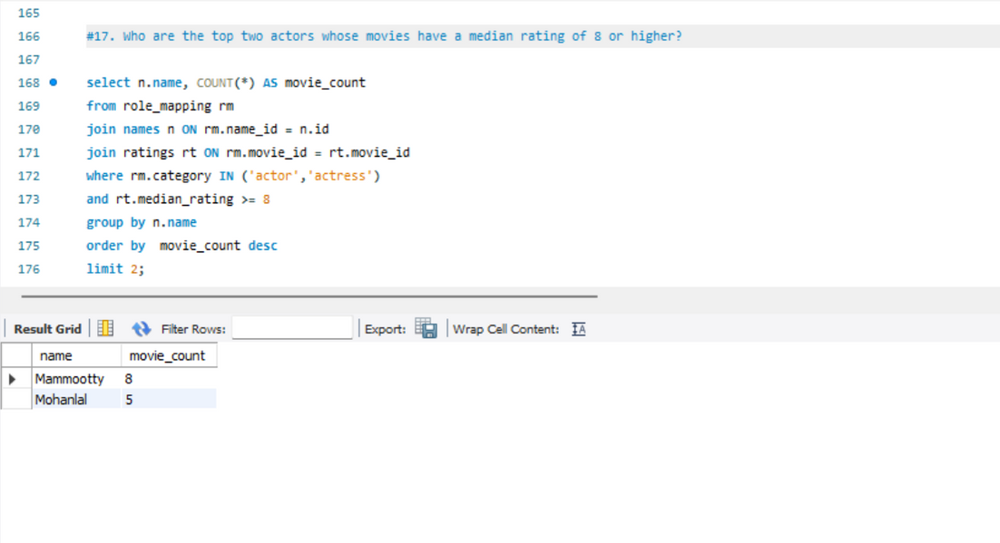 165
166 #17. Who are the top two actors whose movies have a median rating of 8 or higher?
167
168 select n.name, COUNT(*) AS movie_count
169 from role_mapping rm
170 join names n ON rm.name_id = n.id
171 join ratings rt ON rm.movie_id = rt.movie_id
172 where rm.category IN ('actor','actress')
173 and rt.median_rating >= 8
174 group by n.name
175 order by  movie_count desc
176 limit 2;
Result Grid Filter Rows: Export: Wrap Cell Content: IA
name movie_count
Mammootty 8
Mohanlal 5